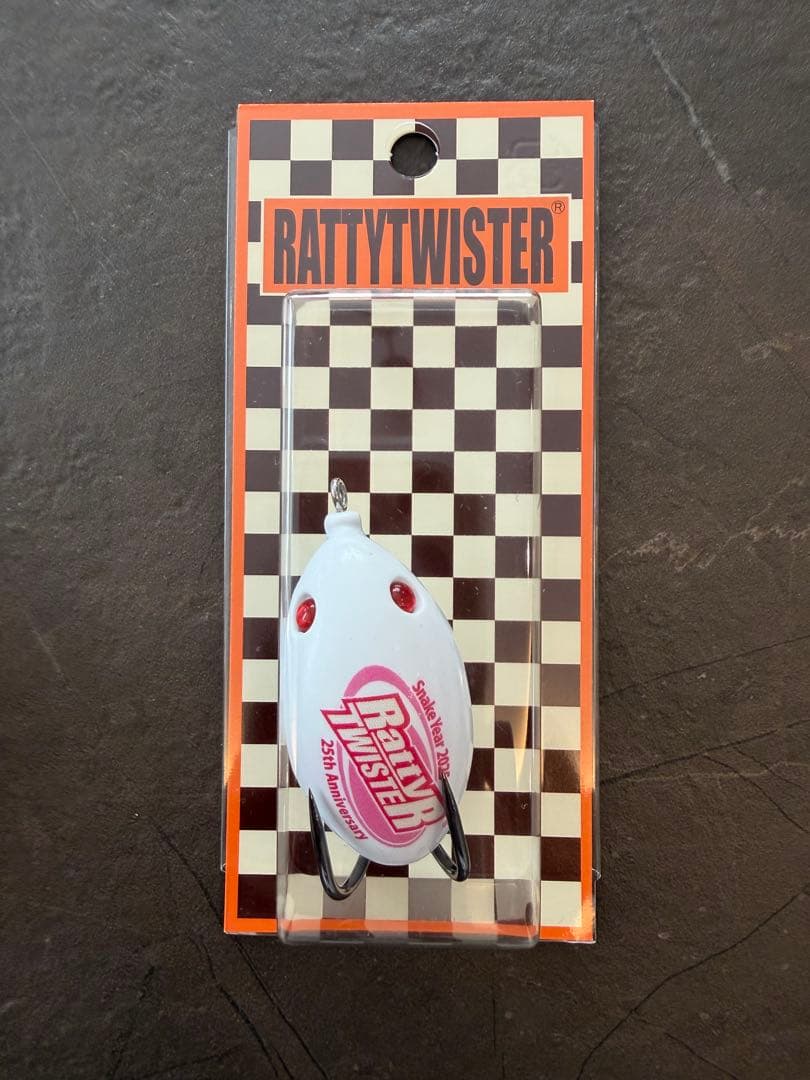 RATTYTWISTER®
Snake Year
RattyR
TWISTER
25th Anniversary